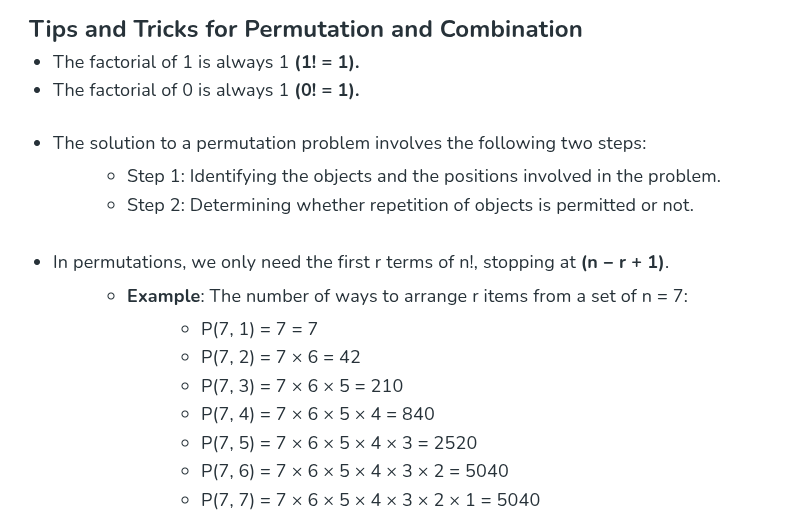 Tips and Tricks for Permutation and Combination
• The factorial of 1 is always 1 (1! = 1).
• The factorial of 0 is always 1 (0! = 1).
• The solution to a permutation problem involves the following two steps:
◦ Step 1: Identifying the objects and the positions involved in the problem.
◦ Step 2: Determining whether repetition of objects is permitted or not.
• In permutations, we only need the first r terms of n!, stopping at (n − r + 1).
◦ Example: The number of ways to arrange r items from a set of n = 7:
◦ P(7, 1) = 7 = 7
◦ P(7, 2) = 7 × 6 = 42
◦ P(7, 3) = 7 × 6 × 5 = 210
◦ P(7, 4) = 7 × 6 × 5 × 4 = 840
◦ P(7, 5) = 7 × 6 × 5 × 4 × 3 = 2520
◦ P(7, 6) = 7 × 6 × 5 × 4 × 3 × 2 = 5040
◦ P(7, 7) = 7 × 6 × 5 × 4 × 3 × 2 × 1 = 5040